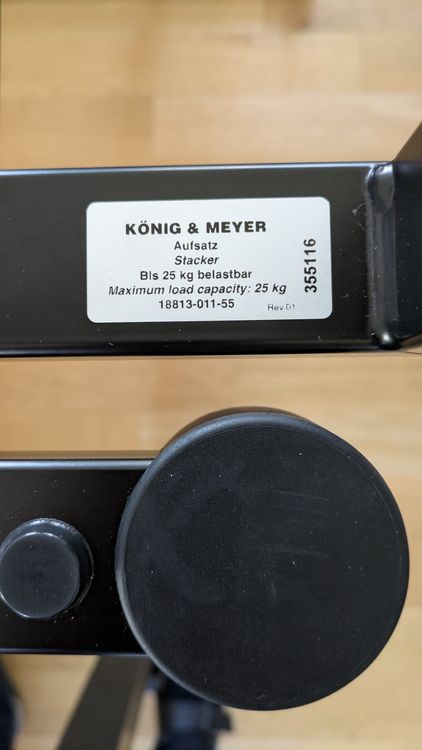 KÖNIG & MEYER
Aufsatz
Stacker
Bis 25 kg belastbar
Maximum load capacity: 25 kg
18813-011-55
Rev.01
355116